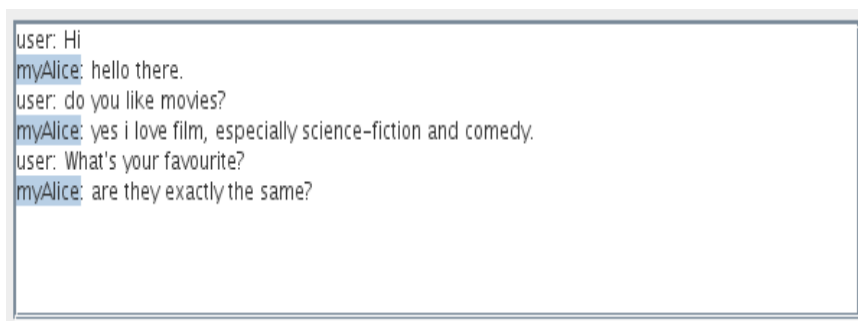 user: Hi
myAlice: hello there.
user: do you like movies?
myAlice: yes i love film, especially science-fiction and comedy.
user: What's your favourite?
myAlice: are they exactly the same?